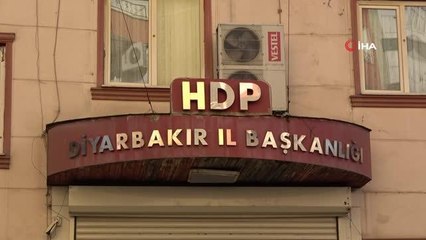 İHA
VESTEL
HDP
DİYARBAKIR İL BAŞKANLIĞI